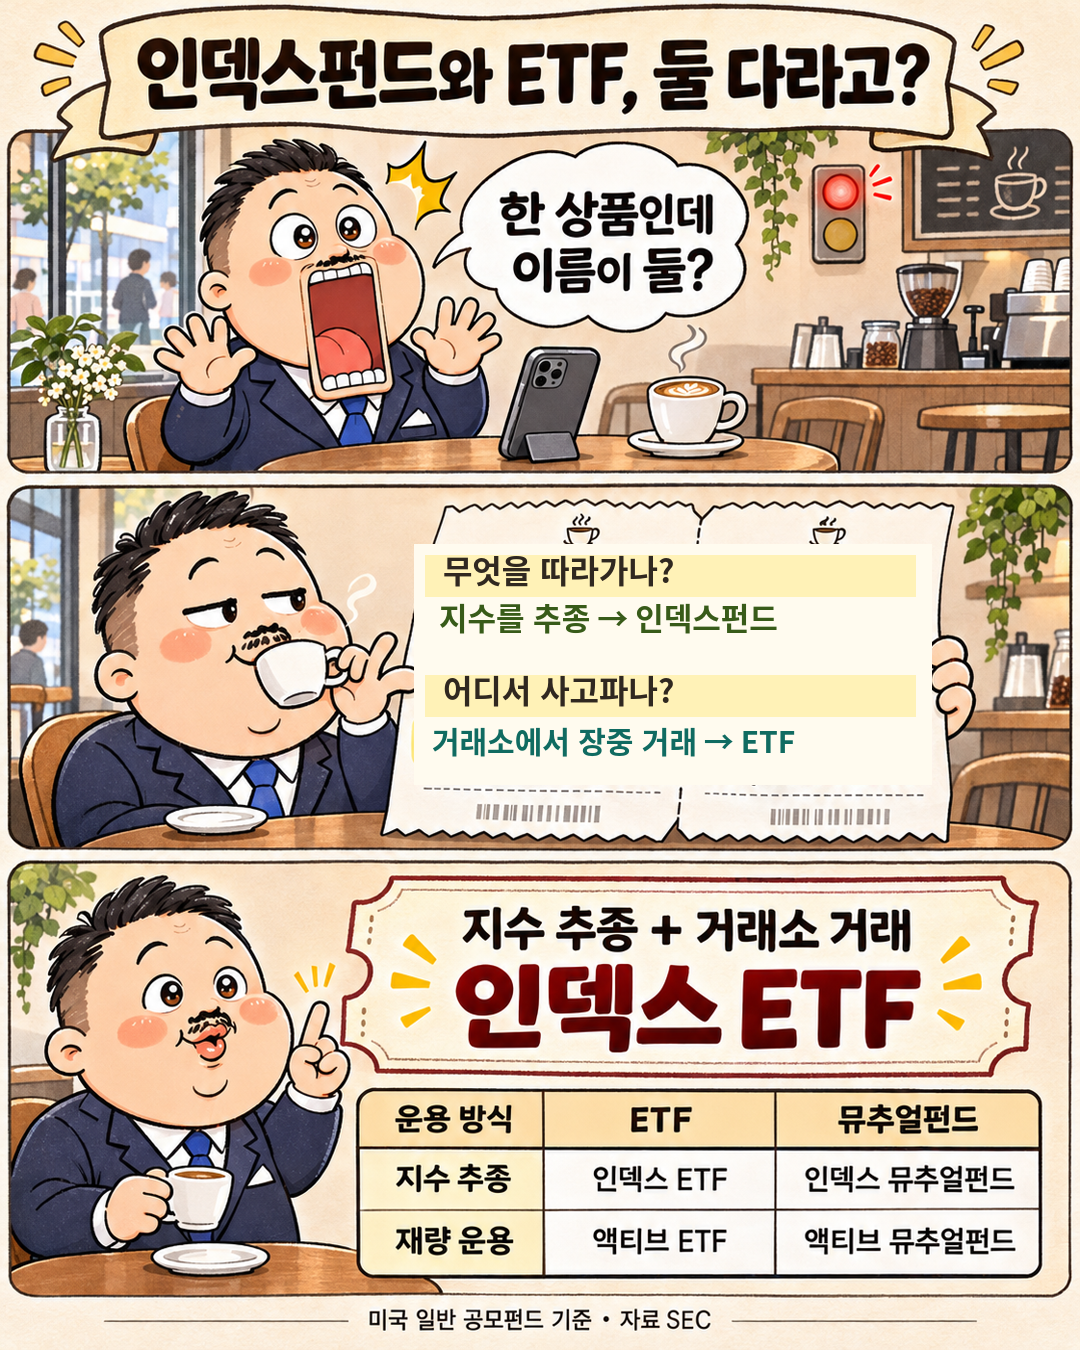 인덱스펀드와 ETF, 둘 다라고?
한 상품인데
이름이 둘?
무엇을 따라가나?
지수를 추종 → 인덱스펀드
어디서 사고파나?
거래소에서 장중 거래 → ETF
지수 추종 + 거래소 거래
인덱스 ETF
운용 방식 ETF 뮤추얼펀드
지수 추종 인덱스 ETF 인덱스 뮤추얼펀드
재량 운용 액티브 ETF 액티브 뮤추얼펀드
미국 일반 공모펀드 기준 • 자료 SEC